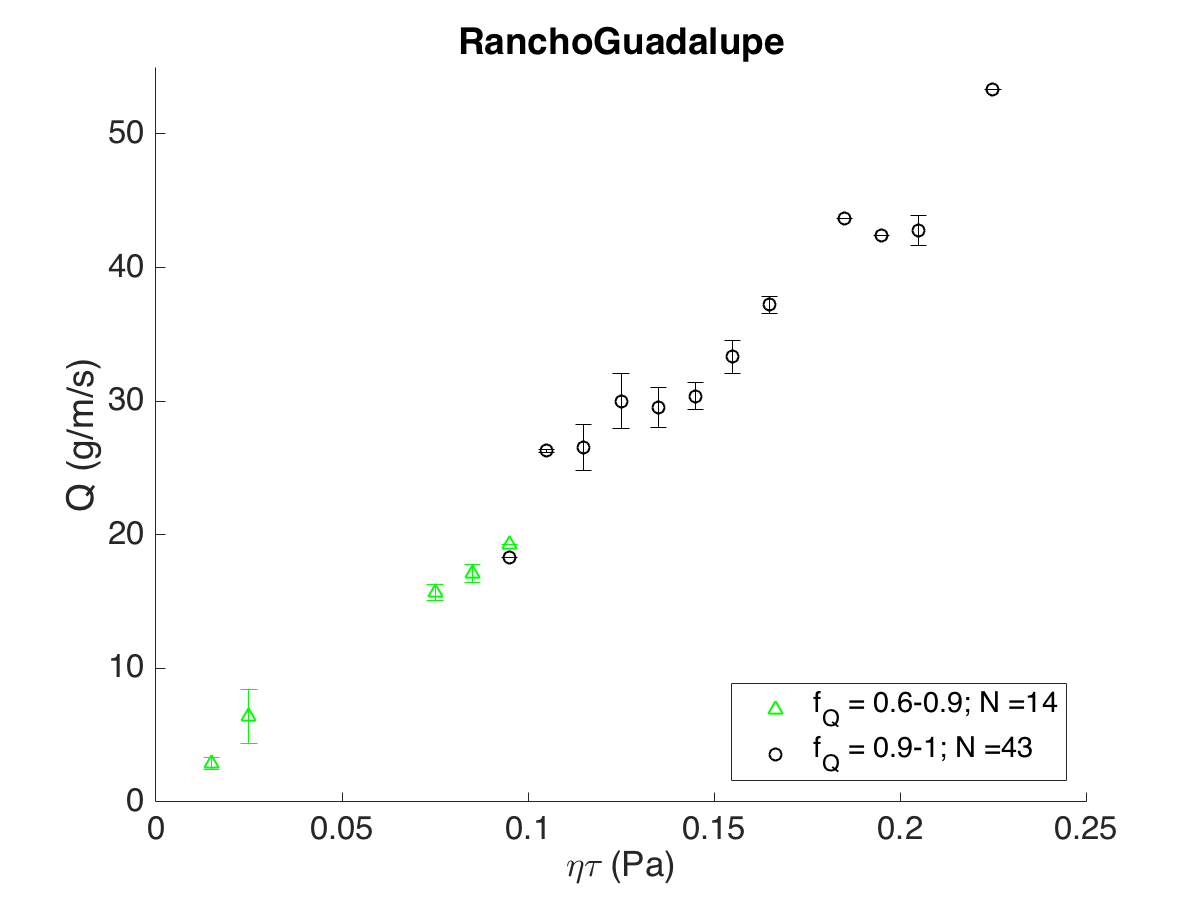 RanchoGuadalupe
Q (g/m/s)
50
40
30
20
10
0
0 0.05 0.1 0.15 0.2 0.25
ητ (Pa)
f_Q = 0.6-0.9; N =14
f_Q = 0.9-1; N =43